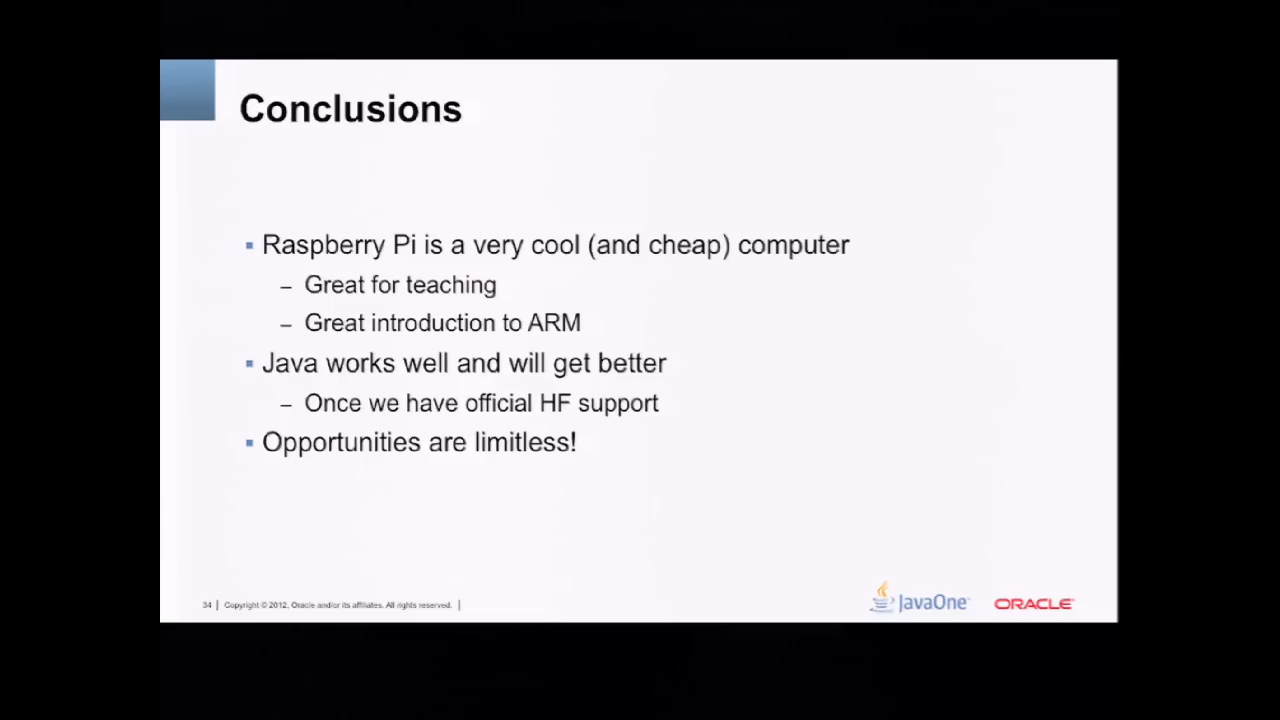 Conclusions
▪ Raspberry Pi is a very cool (and cheap) computer
– Great for teaching
– Great introduction to ARM
▪ Java works well and will get better
– Once we have official HF support
▪ Opportunities are limitless!
34 | Copyright © 2012, Oracle and/or its affiliates. All rights reserved. |
JavaOne™ ORACLE